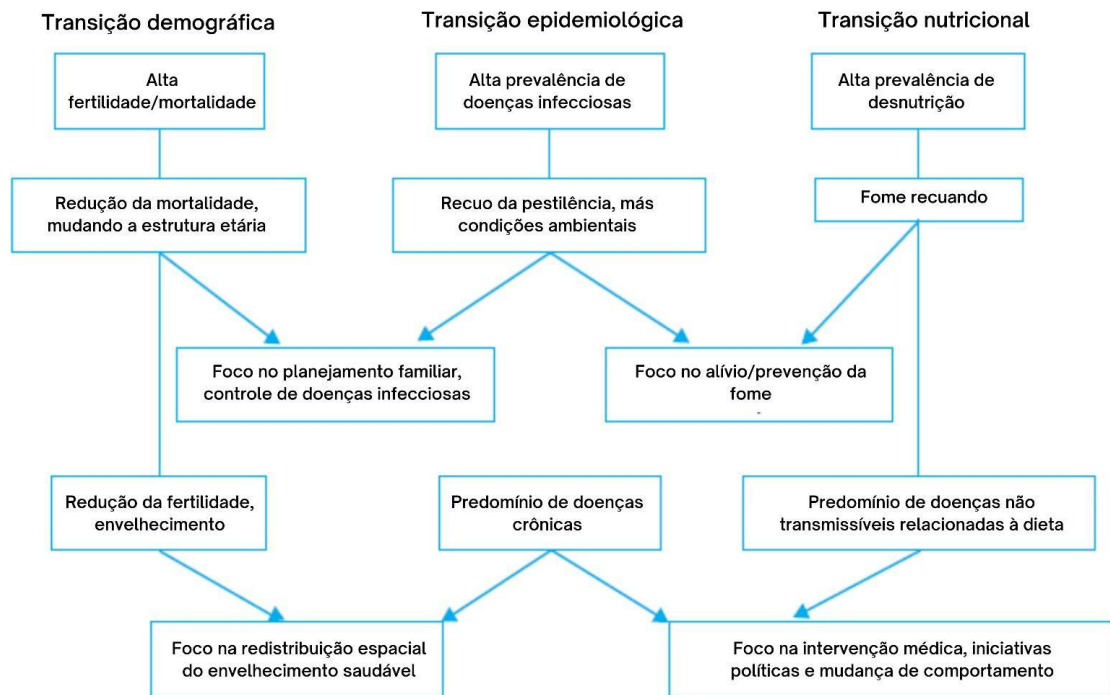 Transição demográfica
Transição epidemiológica
Transição nutricional
Alta
fertilidade/mortalidade
Alta prevalência de
doenças infecciosas
Alta prevalência de
desnutrição
Redução da mortalidade,
mudando a estrutura etária
Recuo da pestilência, más
condições ambientais
Fome recuando
Foco no planejamento familiar,
controle de doenças infecciosas
Foco no alívio/prevenção da
fome
Redução da fertilidade,
envelhecimento
Predomínio de doenças
crônicas
Predomínio de doenças não
transmissíveis relacionadas à dieta
Foco na redistribuição espacial
do envelhecimento saudável
Foco na intervenção médica, iniciativas
políticas e mudança de comportamento